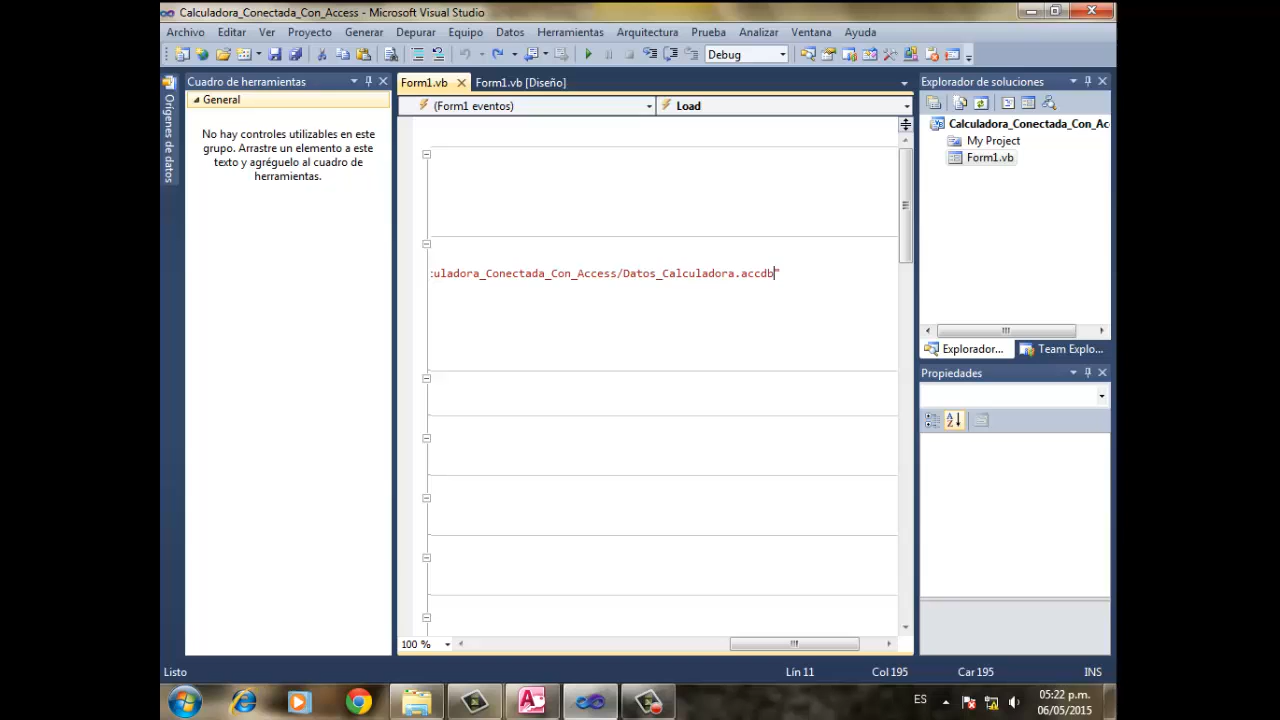 Calculadora_Conectada_Con_Access - Microsoft Visual Studio
Archivo Editar Ver Proyecto Generar Depurar Equipo Datos Herramientas Arquitectura Prueba Analizar Ventana Ayuda
Debug
Orígenes de datos
Cuadro de herramientas
General
No hay controles utilizables en este
grupo. Arrastre un elemento a este
texto y agréguelo al cuadro de
herramientas.
Form1.vb
Form1.vb [Diseño]
(Form1 eventos)
Load
culadora_Conectada_Con_Access/Datos_Calculadora.accdb"
100 %
Explorador de soluciones
Calculadora_Conectada_Con_Ac
My Project
Form1.vb
Explorador...
Team Explo...
Propiedades
Listo
Lín 11
Col 195
Car 195
INS
ES
05:22 p.m.
06/05/2015